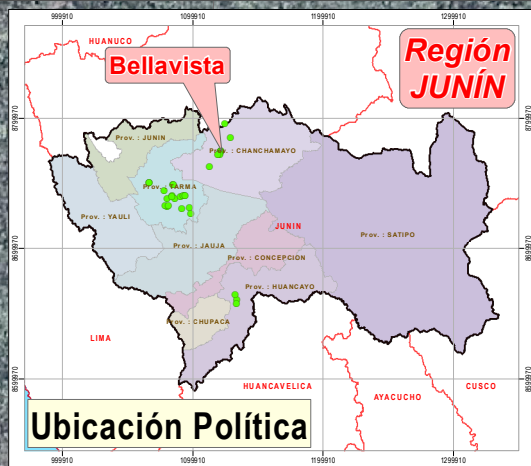 999910 1099910 1199910 1299910
HUANUCO
Región
JUNÍN
Bellavista
8799970 8799970
Prov. : JUNIN
Prov. : CHANCHAMAYO
Prov. : TARMA
Prov. : YAULI
JUNIN
Prov. : SATIPO
Prov. : JAUJA
8699970 8699970
Prov. : CONCEPCIÓN
Prov. : HUANCAYO
Prov. : CHUPACA
LIMA
8599970 8599970
HUANCAVELICA
CUSCO
AYACUCHO
Ubicación Política
999910 1099910 1199910 1299910